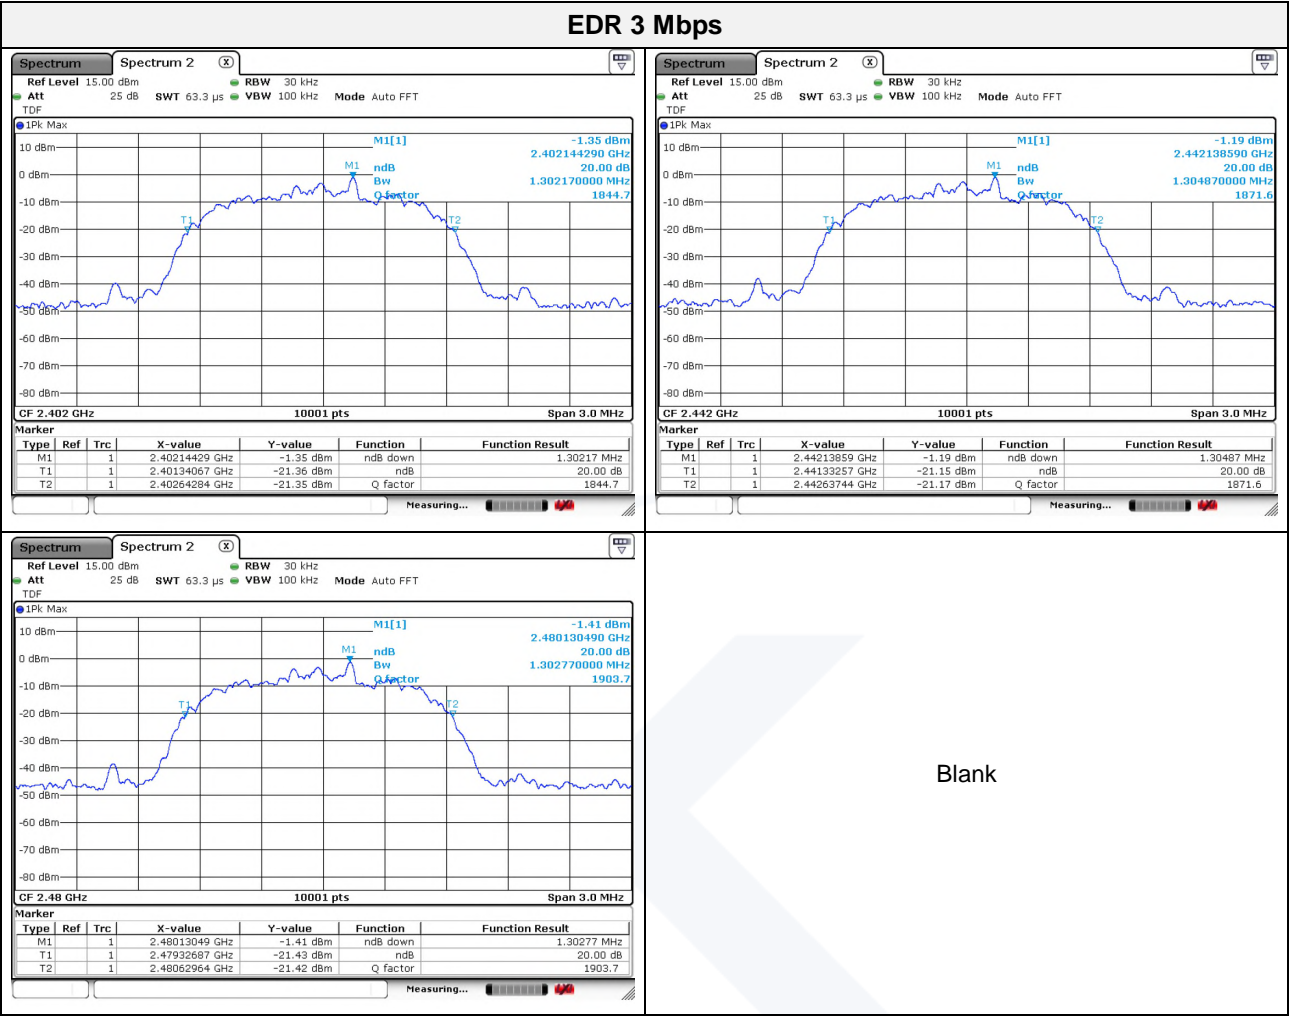 EDR 3 Mbps
Spectrum Spectrum 2 X
Ref Level 15.00 dBm RBW 30 kHz
Att 25 dB SWT 63.3 µs VBW 100 kHz Mode Auto FFT
TDF
1Pk Max
M1[1] -1.35 dBm
2.402144290 GHz
ndB 20.00 dB
Bw 1.302170000 MHz
Q factor 1844.7
M1
T1
T2
10 dBm
0 dBm
-10 dBm
-20 dBm
-30 dBm
-40 dBm
-50 dBm
-60 dBm
-70 dBm
-80 dBm
CF 2.402 GHz 10001 pts Span 3.0 MHz
Marker
Type Ref Trc X-value Y-value Function Function Result
M1 1 2.40214429 GHz -1.35 dBm ndB down 1.30217 MHz
T1 1 2.40134067 GHz -21.36 dBm ndB 20.00 dB
T2 1 2.40264284 GHz -21.35 dBm Q factor 1844.7
Measuring...
Spectrum Spectrum 2 X
Ref Level 15.00 dBm RBW 30 kHz
Att 25 dB SWT 63.3 µs VBW 100 kHz Mode Auto FFT
TDF
1Pk Max
M1[1] -1.19 dBm
2.442138590 GHz
ndB 20.00 dB
Bw 1.304870000 MHz
Q factor 1871.6
M1
T1
T2
10 dBm
0 dBm
-10 dBm
-20 dBm
-30 dBm
-40 dBm
-50 dBm
-60 dBm
-70 dBm
-80 dBm
CF 2.442 GHz 10001 pts Span 3.0 MHz
Marker
Type Ref Trc X-value Y-value Function Function Result
M1 1 2.44213859 GHz -1.19 dBm ndB down 1.30487 MHz
T1 1 2.44133257 GHz -21.15 dBm ndB 20.00 dB
T2 1 2.44263744 GHz -21.17 dBm Q factor 1871.6
Measuring...
Spectrum Spectrum 2 X
Ref Level 15.00 dBm RBW 30 kHz
Att 25 dB SWT 63.3 µs VBW 100 kHz Mode Auto FFT
TDF
1Pk Max
M1[1] -1.41 dBm
2.480130490 GHz
ndB 20.00 dB
Bw 1.302770000 MHz
Q factor 1903.7
M1
T1
T2
10 dBm
0 dBm
-10 dBm
-20 dBm
-30 dBm
-40 dBm
-50 dBm
-60 dBm
-70 dBm
-80 dBm
CF 2.48 GHz 10001 pts Span 3.0 MHz
Marker
Type Ref Trc X-value Y-value Function Function Result
M1 1 2.48013049 GHz -1.41 dBm ndB down 1.30277 MHz
T1 1 2.47932687 GHz -21.43 dBm ndB 20.00 dB
T2 1 2.48062964 GHz -21.42 dBm Q factor 1903.7
Measuring...
Blank